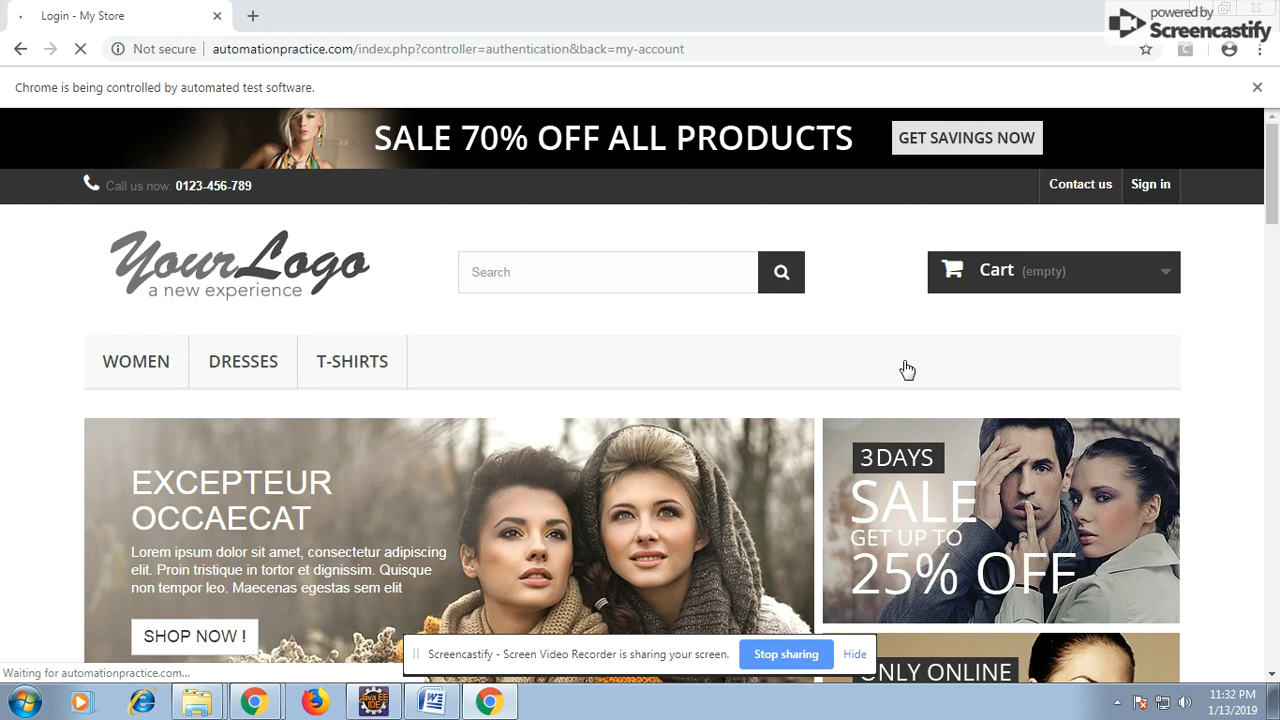 Login - My Store
powered by
Screencastify
Not secure
automationpractice.com/index.php?controller=authentication&back=my-account
Chrome is being controlled by automated test software.
SALE 70% OFF ALL PRODUCTS
GET SAVINGS NOW
Call us now: 0123-456-789
Contact us
Sign in
YourLogo
a new experience
Search
Cart (empty)
WOMEN
DRESSES
T-SHIRTS
EXCEPTEUR
OCCAECAT
Lorem ipsum dolor sit amet, consectetur adipiscing
elit. Proin tristique in tortor et dignissim. Quisque
non tempor leo. Maecenas egestas sem elit
SHOP NOW !
3 DAYS
SALE
GET UP TO
25% OFF
ONLY ONLINE
Screencastify - Screen Video Recorder is sharing your screen.
Stop sharing
Hide
Waiting for automationpractice.com...
Java EE
IDE
11:32 PM
1/13/2019